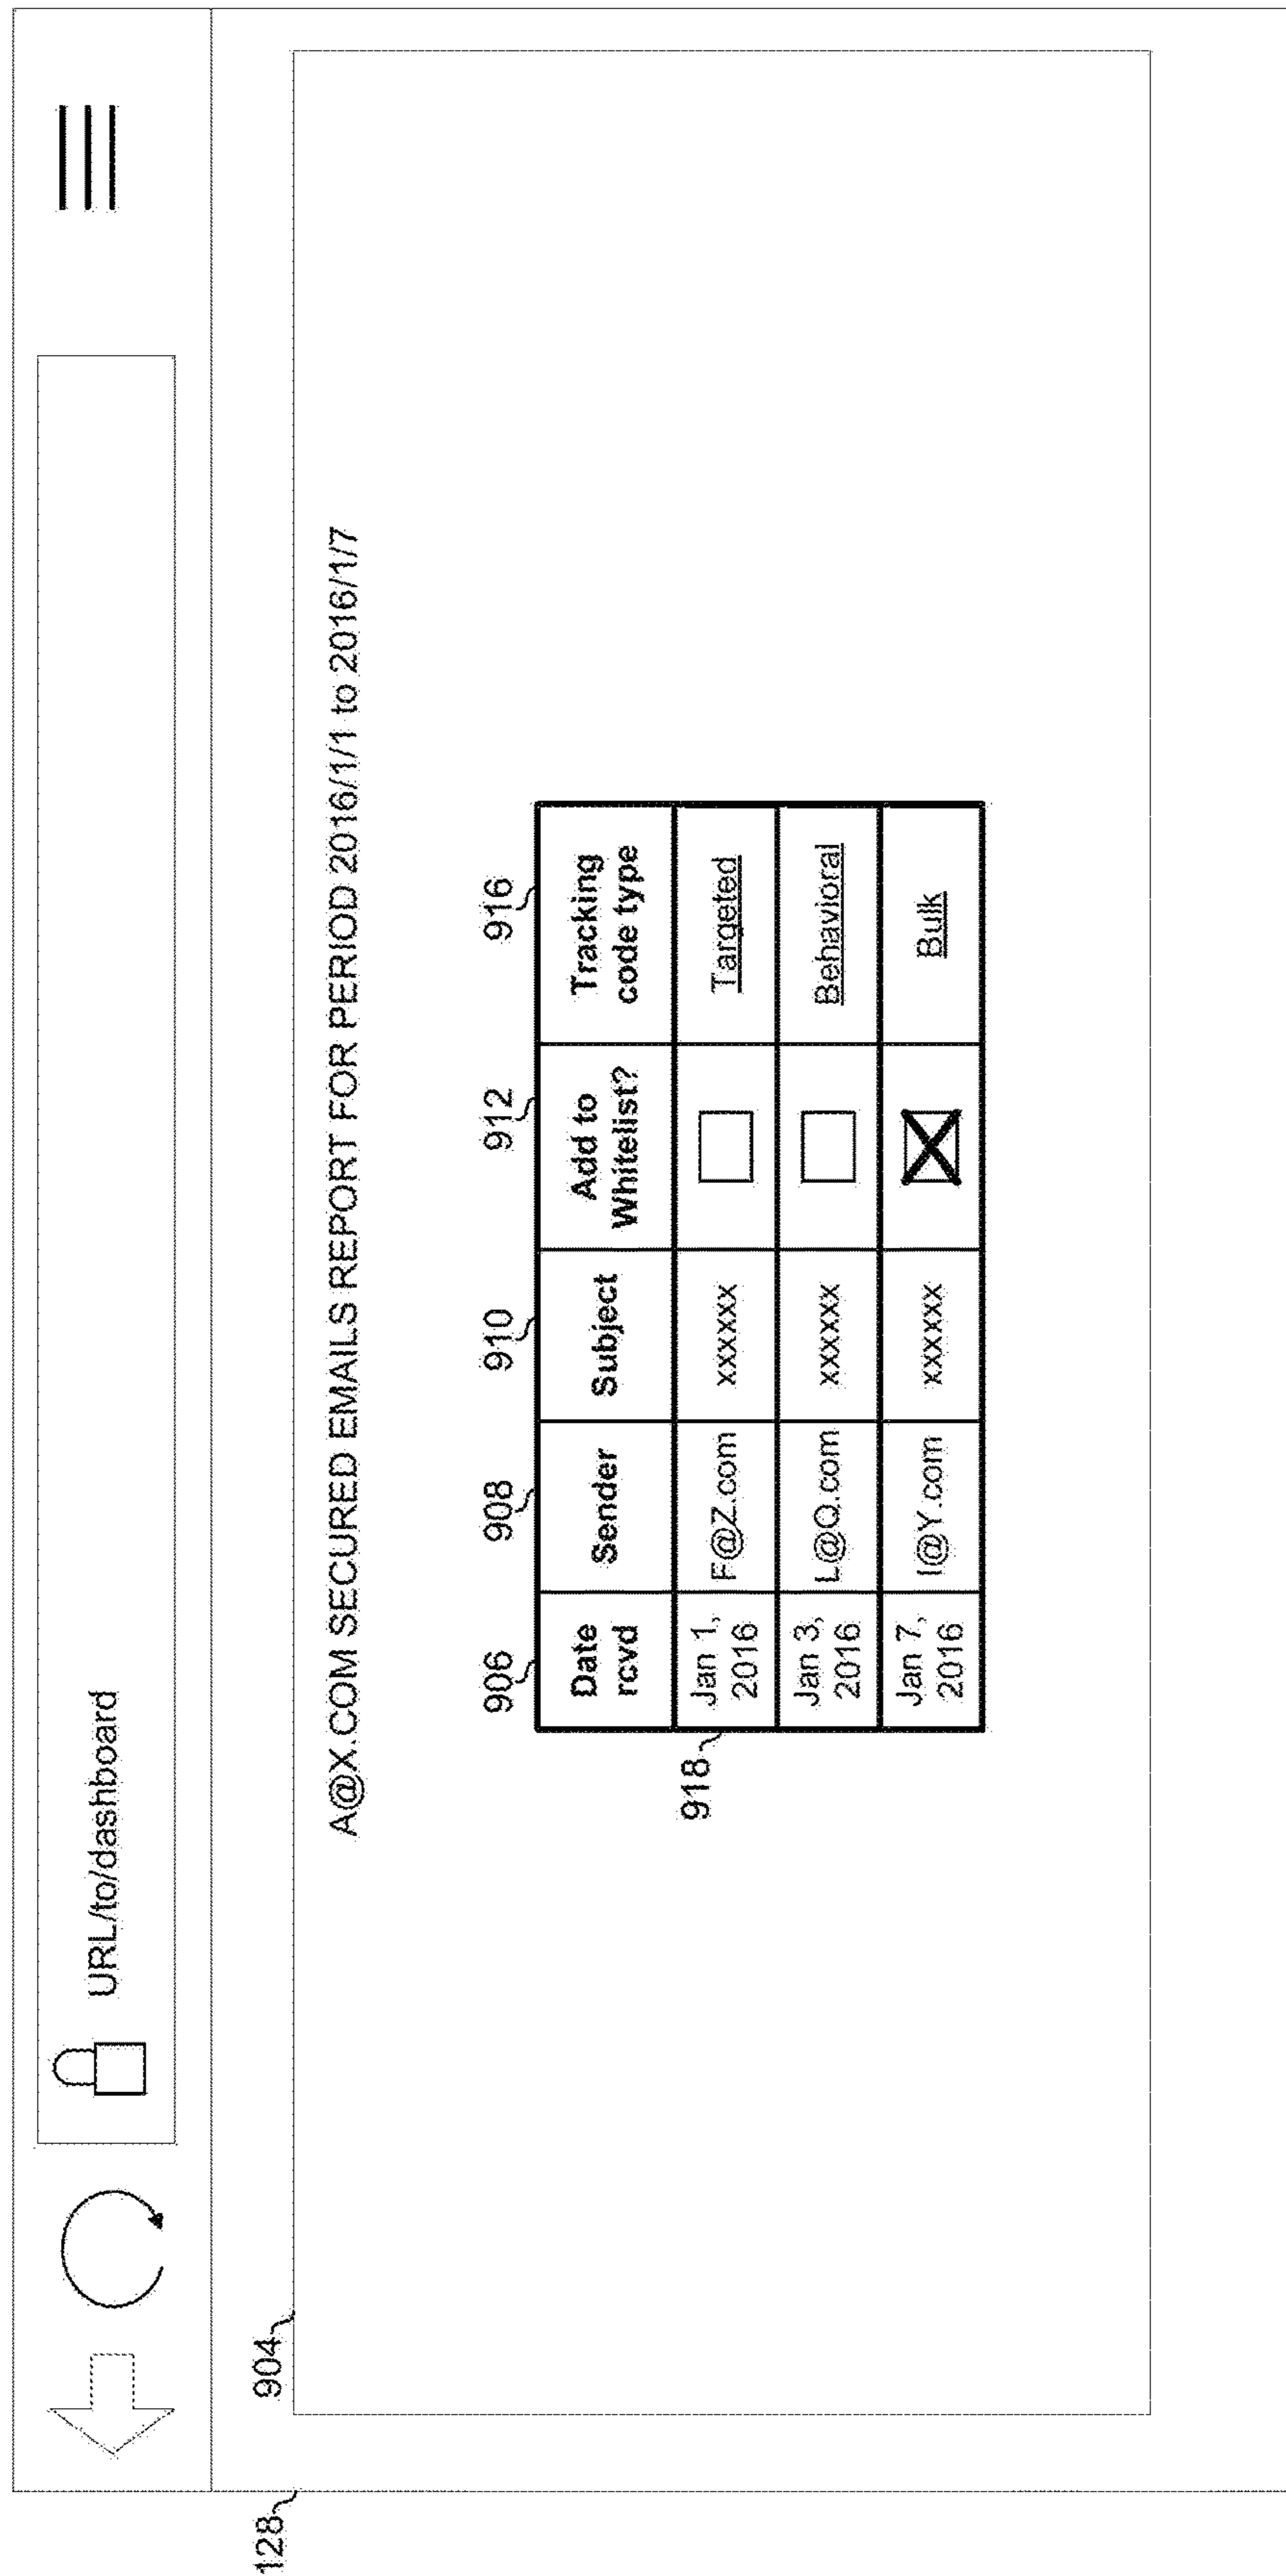 128
URL/to/dashboard
904
A@X.COM SECURED EMAILS REPORT FOR PERIOD 2016/1/1 to 2016/1/7
906 908 910 912 916
Date rcvd Sender Subject Add to Whitelist? Tracking code type
918
Jan 1, 2016 F@Z.com xxxxxx Targeted
Jan 3, 2016 L@Q.com xxxxxx Behavioral
Jan 7, 2016 I@Y.com xxxxxx Bulk